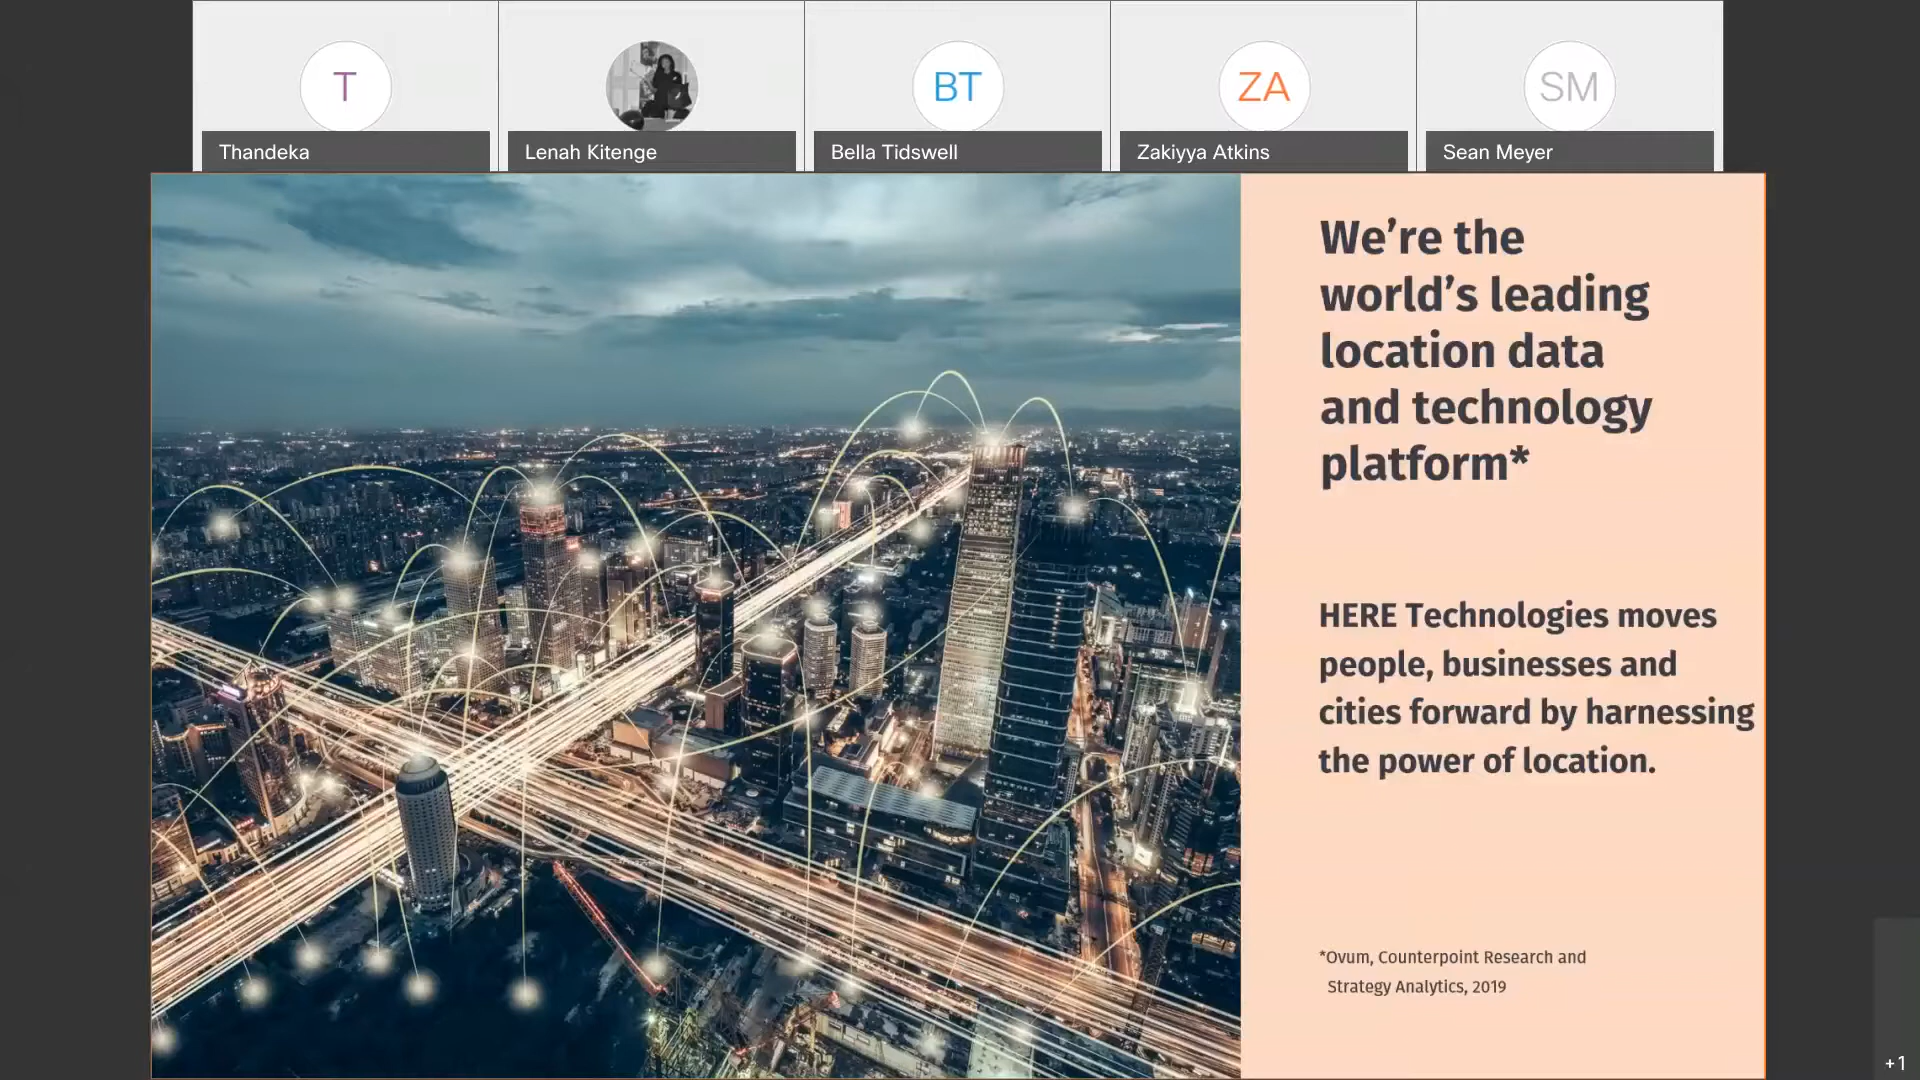 T
BT
ZA
SM
Thandeka
Lenah Kitenge
Bella Tidswell
Zakiyya Atkins
Sean Meyer
We’re the
world’s leading
location data
and technology
platform*
HERE Technologies moves
people, businesses and
cities forward by harnessing
the power of location.
*Ovum, Counterpoint Research and
Strategy Analytics, 2019
+1